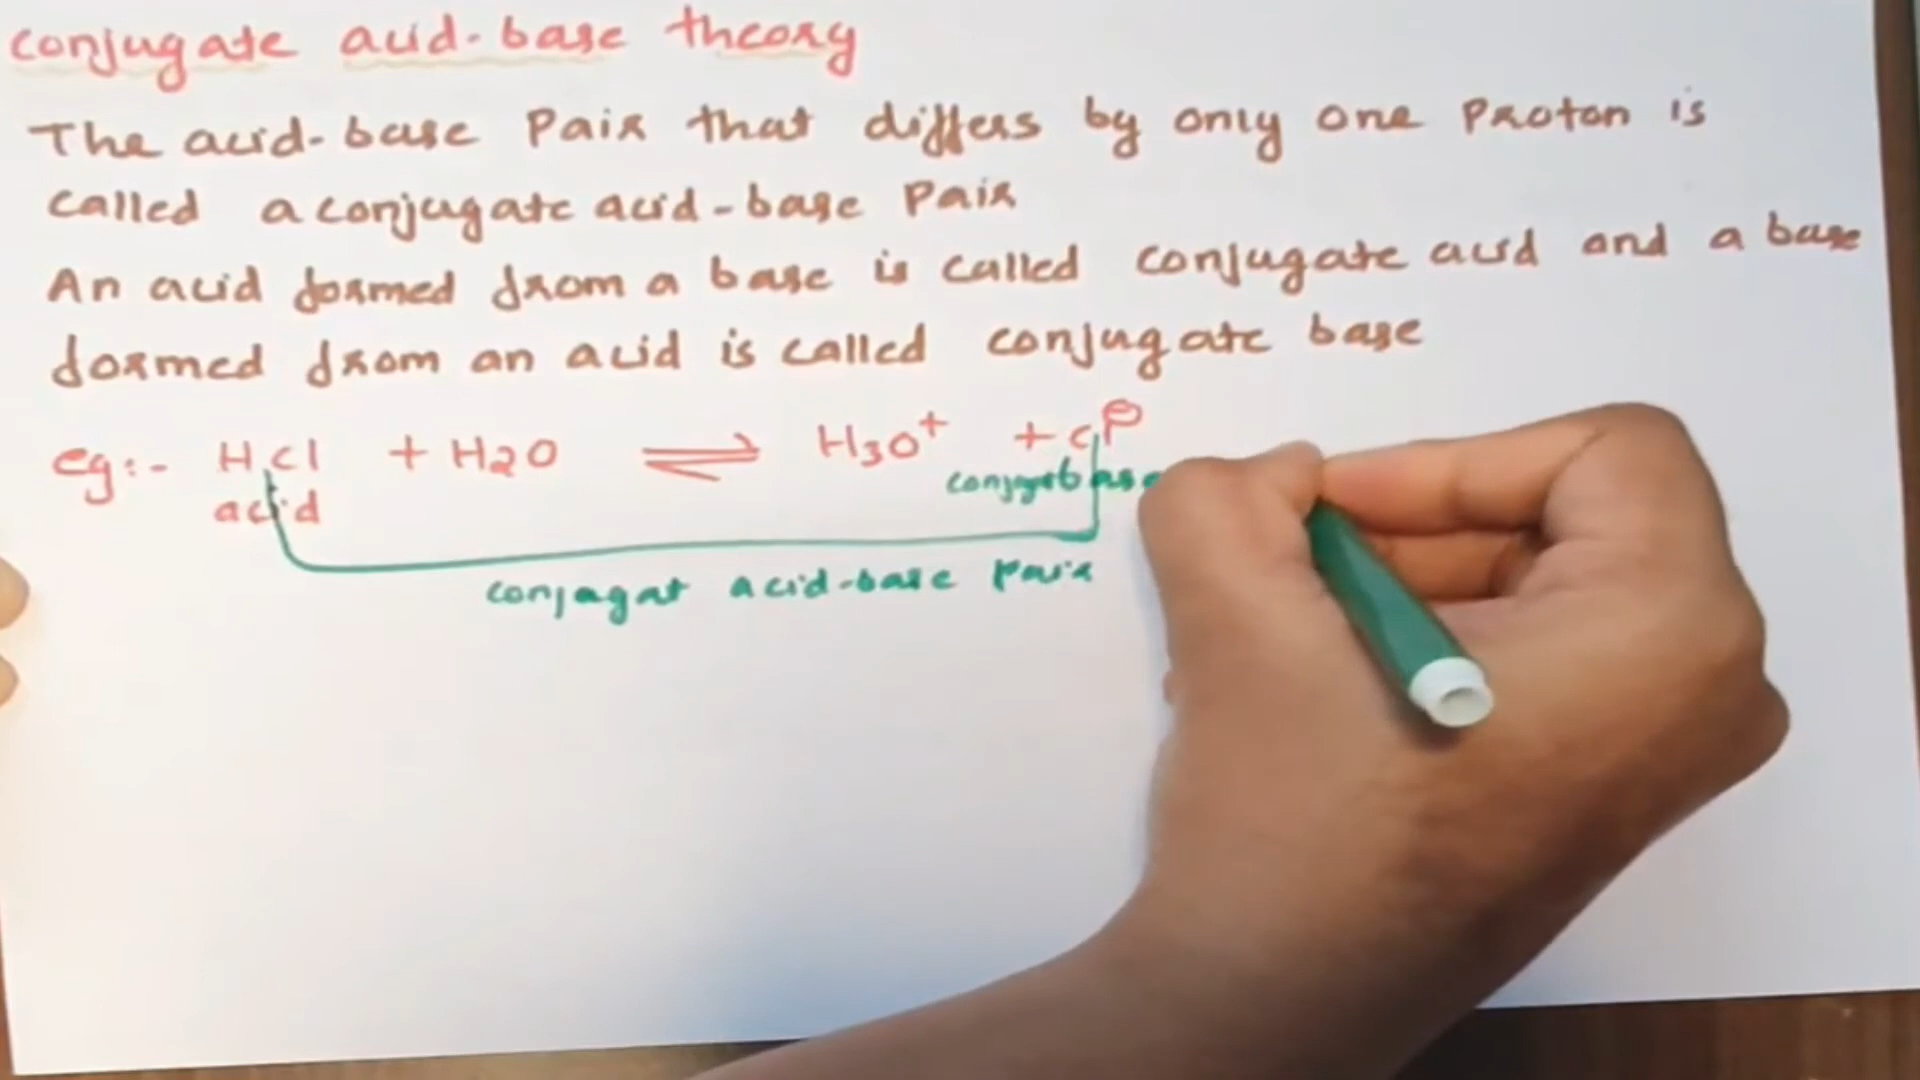 conjugate acid-base theory
The acid-base Pair that differs by only one Proton is
called a conjugate acid-base Pair
An acid formed from a base is called conjugate acid and a base
formed from an acid is called conjugate base
eg:- HCl + H2O ⇌ H3O+ + Cl⊖
acid conjugat base
conjagat acid-base Pair